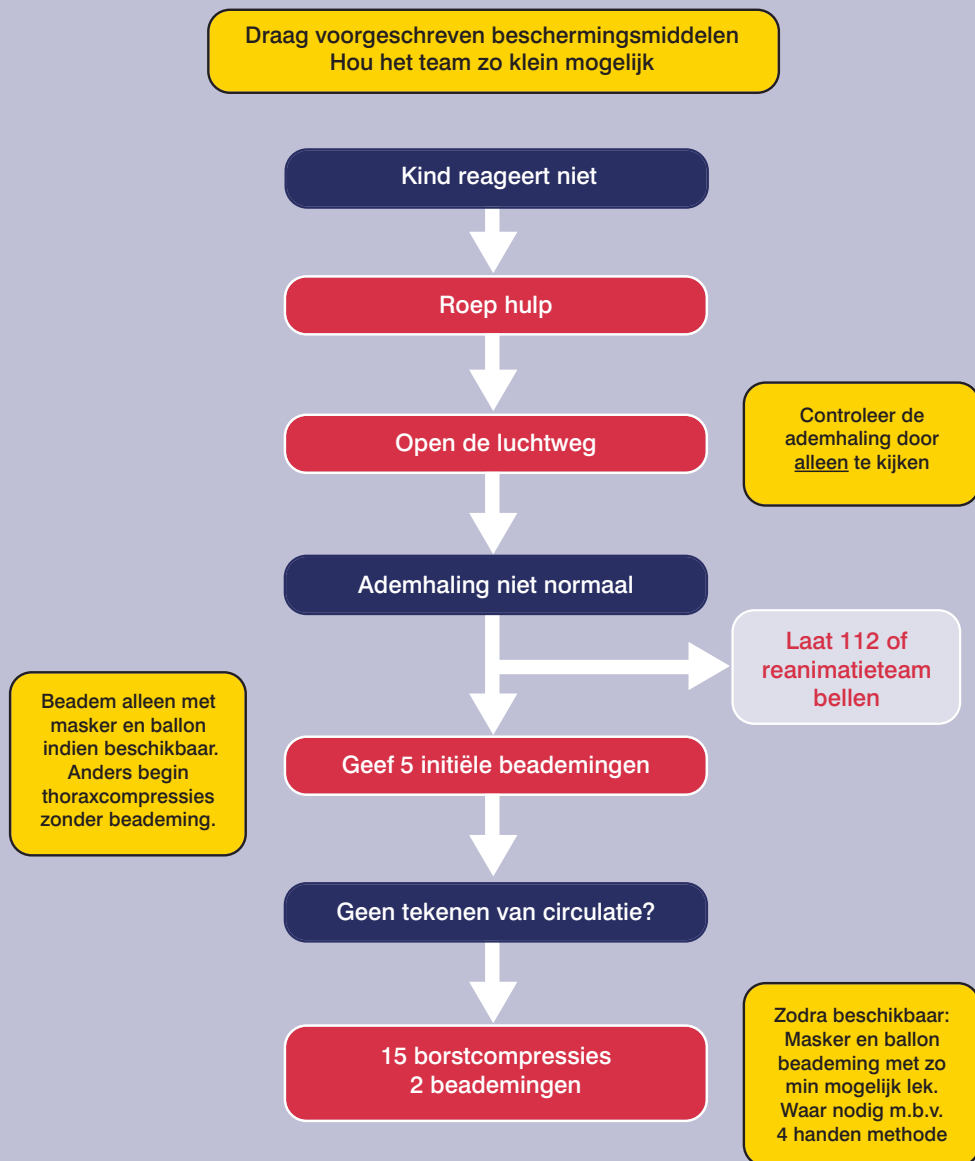 Draag voorgeschreven beschermingsmiddelen
Hou het team zo klein mogelijk
Kind reageert niet
Roep hulp
Open de luchtweg
Controleer de
ademhaling door
alleen te kijken
Ademhaling niet normaal
Laat 112 of
reanimatieteam
bellen
Beadem alleen met
masker en ballon
indien beschikbaar.
Anders begin
thoraxcompressies
zonder beademing.
Geef 5 initiële beademingen
Geen tekenen van circulatie?
15 borstcompressies
2 beademingen
Zodra beschikbaar:
Masker en ballon
beademing met zo
min mogelijk lek.
Waar nodig m.b.v.
4 handen methode